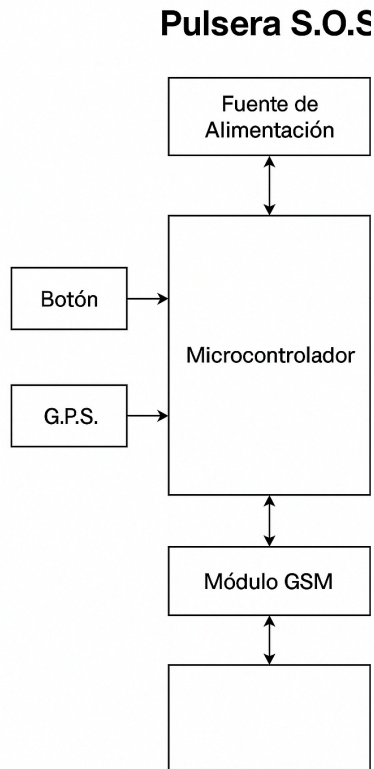 Pulsera S.O.S
Fuente de
Alimentación
Botón
Microcontrolador
G.P.S.
Módulo GSM